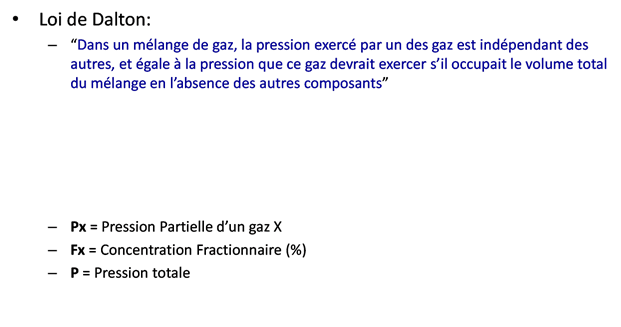 • Loi de Dalton:
– “Dans un mélange de gaz, la pression exercé par un des gaz est indépendant des
autres, et égale à la pression que ce gaz devrait exercer s’il occupait le volume total
du mélange en l’absence des autres composants”
– Px = Pression Partielle d’un gaz X
– Fx = Concentration Fractionnaire (%)
– P = Pression totale